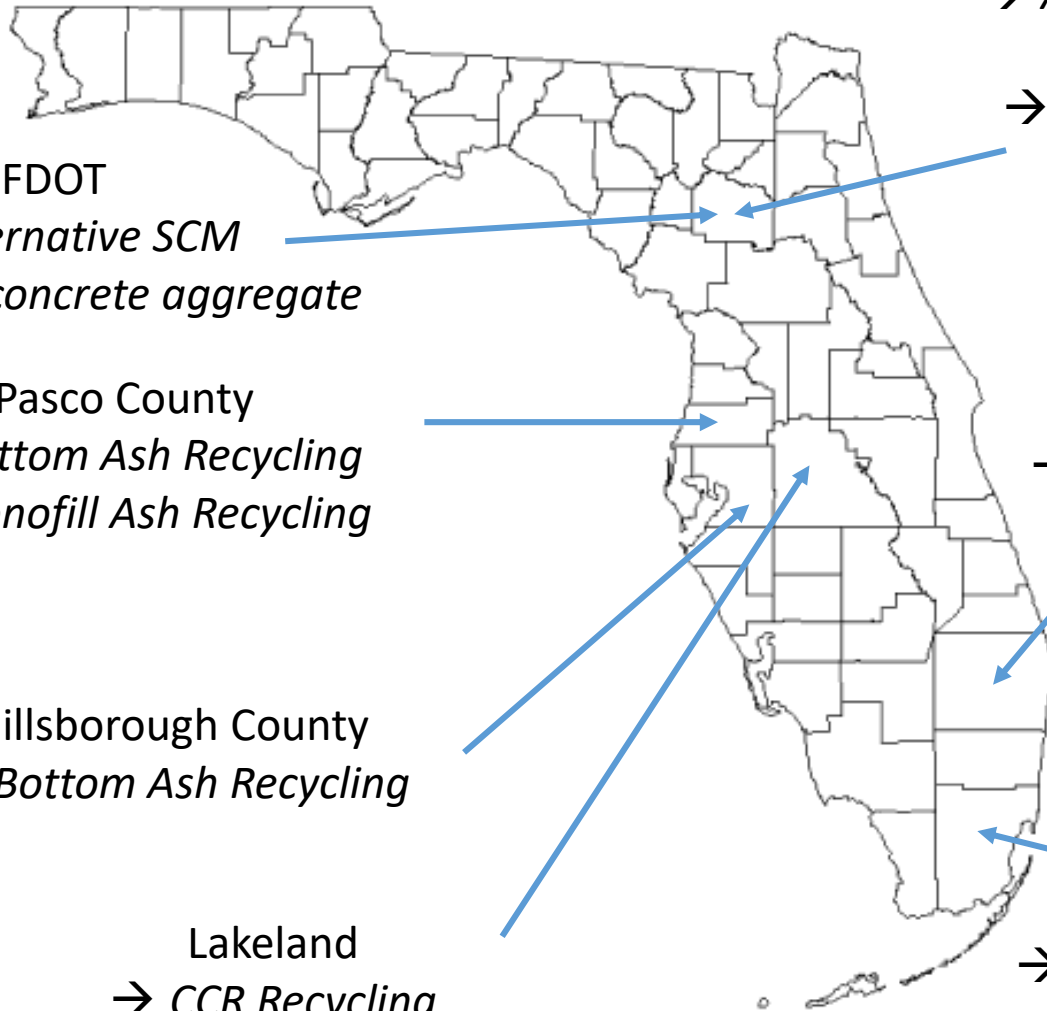 FDOT
ernative SCM
concrete aggregate
Pasco County
ttom Ash Recycling
nofill Ash Recycling
illsborough County
Bottom Ash Recycling
Lakeland
→ CCR Recycling
→
→
→